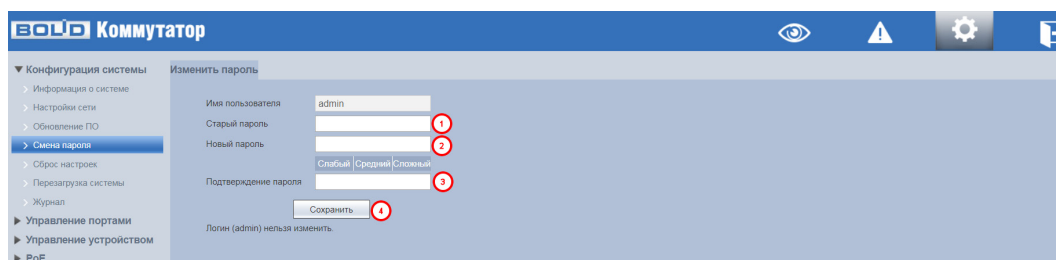 BOLID Коммутатор
Конфигурация системы
Информация о системе
Настройки сети
Обновление ПО
Смена пароля
Сброс настроек
Перезагрузка системы
Журнал
Управление портами
Управление устройством
PoE
Изменить пароль
Имя пользователя admin
Старый пароль 1
Новый пароль 2
Слабый Средний Сложный
Подтверждение пароля 3
Сохранить 4
Логин (admin) нельзя изменить.